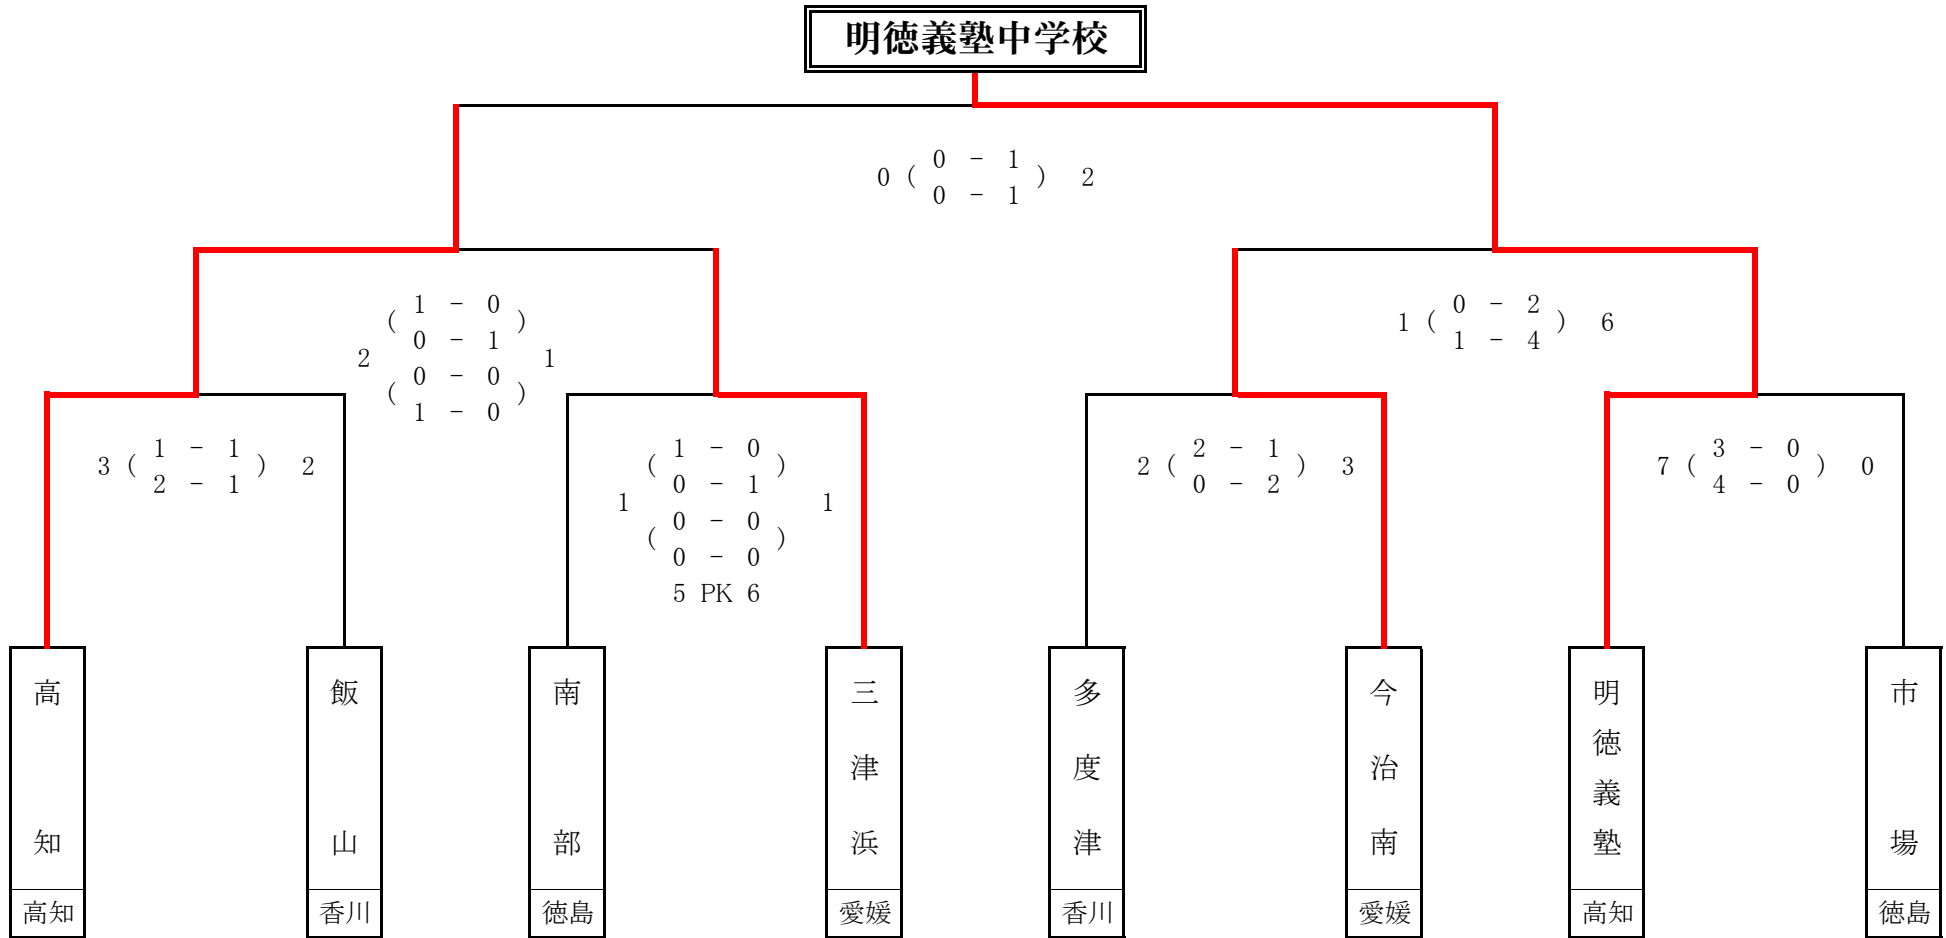 明徳義塾中学校
0 - 1
0 ( ) 2
0 - 1
1 - 0
( )
0 - 1
2 1
0 - 0
( )
1 - 0
0 - 2
1 ( ) 6
1 - 4
1 - 1
3 ( ) 2
2 - 1
1 - 0
( )
0 - 1
1 1
0 - 0
( )
0 - 0
5 PK 6
2 - 1
2 ( ) 3
0 - 2
3 - 0
7 ( ) 0
4 - 0
高知
飯山
南部
三津浜
多度津
今治南
明徳義塾
市場
高知
香川
徳島
愛媛
香川
愛媛
高知
徳島